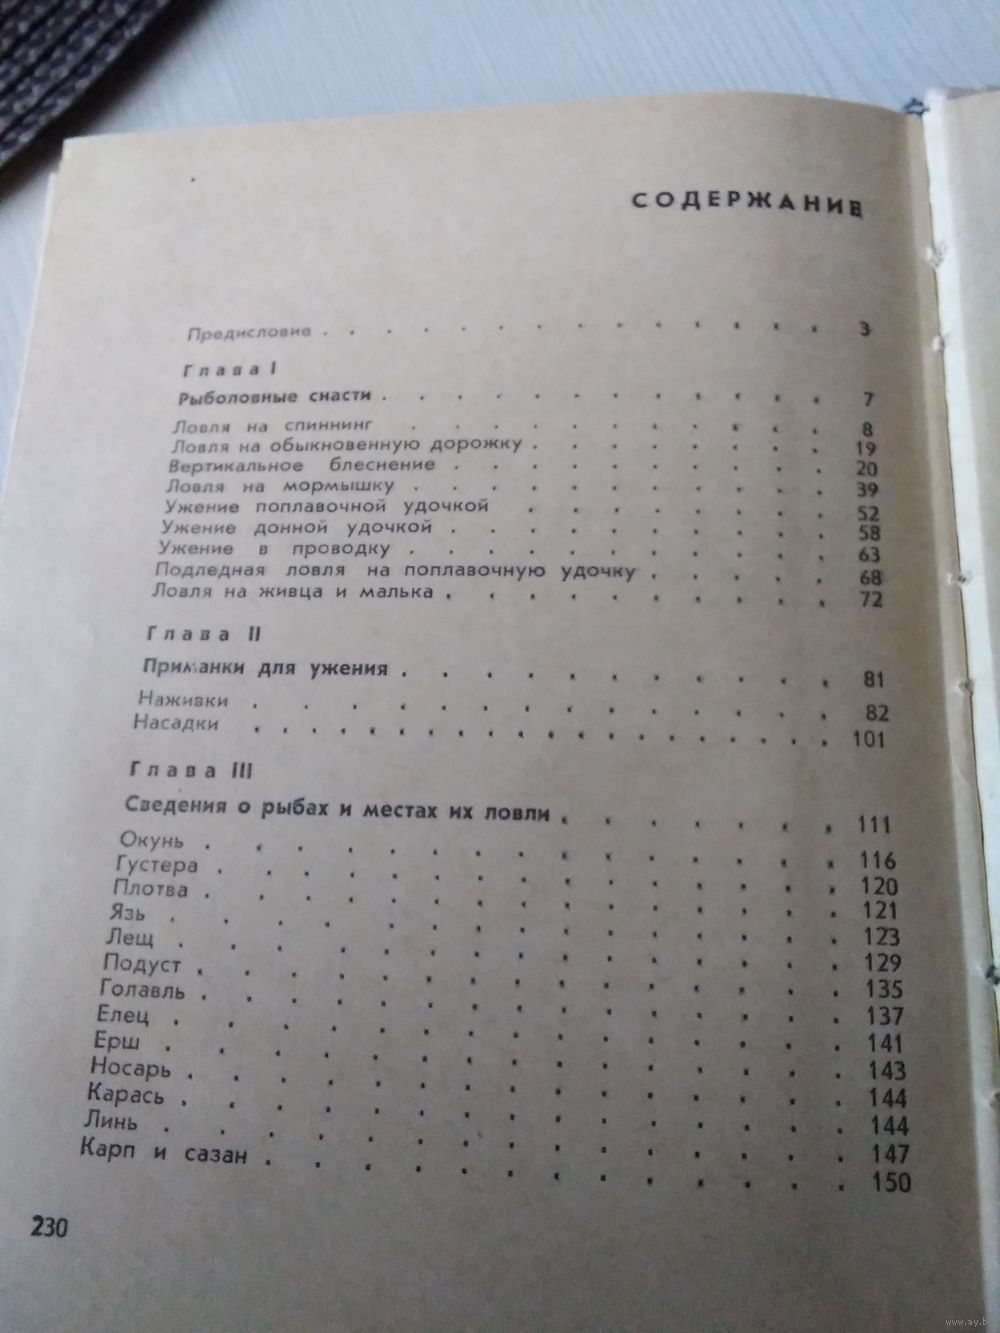 СОДЕРЖАНИЕ
Предисловие . . . . . . . . . . . . . . 3
Глава I
Рыболовные снасти . . . . . . . . . . . . 7
Ловля на спиннинг . . . . . . . . . . . 8
Ловля на обыкновенную дорожку . . . . . . . . 19
Вертикальное блеснение . . . . . . . . . . 20
Ловля на мормышку . . . . . . . . . . . 39
Ужение поплавочной удочкой . . . . . . . . 52
Ужение донной удочкой . . . . . . . . . . 58
Ужение в проводку . . . . . . . . . . . 63
Подледная ловля на поплавочную удочку . . . . . 68
Ловля на живца и малька . . . . . . . . . . 72
Глава II
Приманки для ужения . . . . . . . . . . . 81
Наживки . . . . . . . . . . . . . . . 82
Насадки . . . . . . . . . . . . . . . . . . . . 101
Глава III
Сведения о рыбах и местах их ловли . . . . . . . 111
Окунь . . . . . . . . . . . . . 116
Густера . . . . . . . . . . . . . 120
Плотва . . . . . . . . . . . . . 121
Язь . . . . . . . . . . . . . 123
Лещ . . . . . . . . . . . . . 129
Подуст . . . . . . . . . . . . . 135
Голавль . . . . . . . . . . . . . 137
Елец . . . . . . . . . . . . . 141
Ерш . . . . . . . . . . . . . 143
Носарь . . . . . . . . . . . . . 144
Карась . . . . . . . . . . . . . 144
Линь . . . . . . . . . . . . . 147
Карп и сазан . . . . . . . . . . . . . 150
230